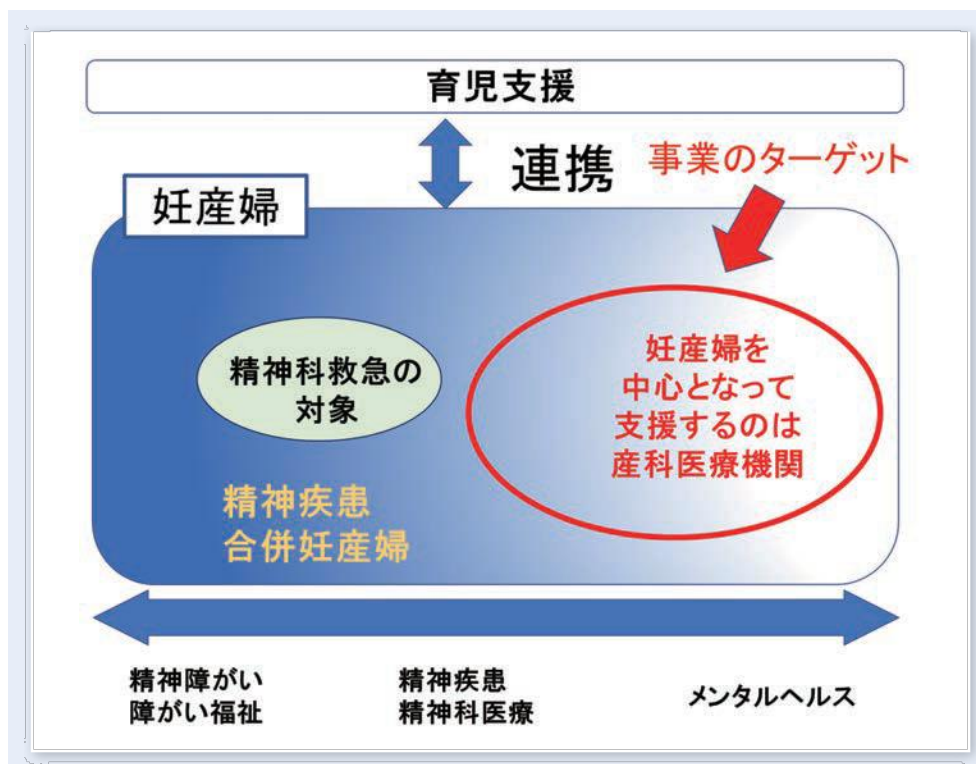 育児支援
連携
事業のターゲット
妊産婦
精神科救急の
対象
妊産婦を
中心となって
支援するのは
産科医療機関
精神疾患
合併妊産婦
精神障がい
障がい福祉
精神疾患
精神科医療
メンタルヘルス